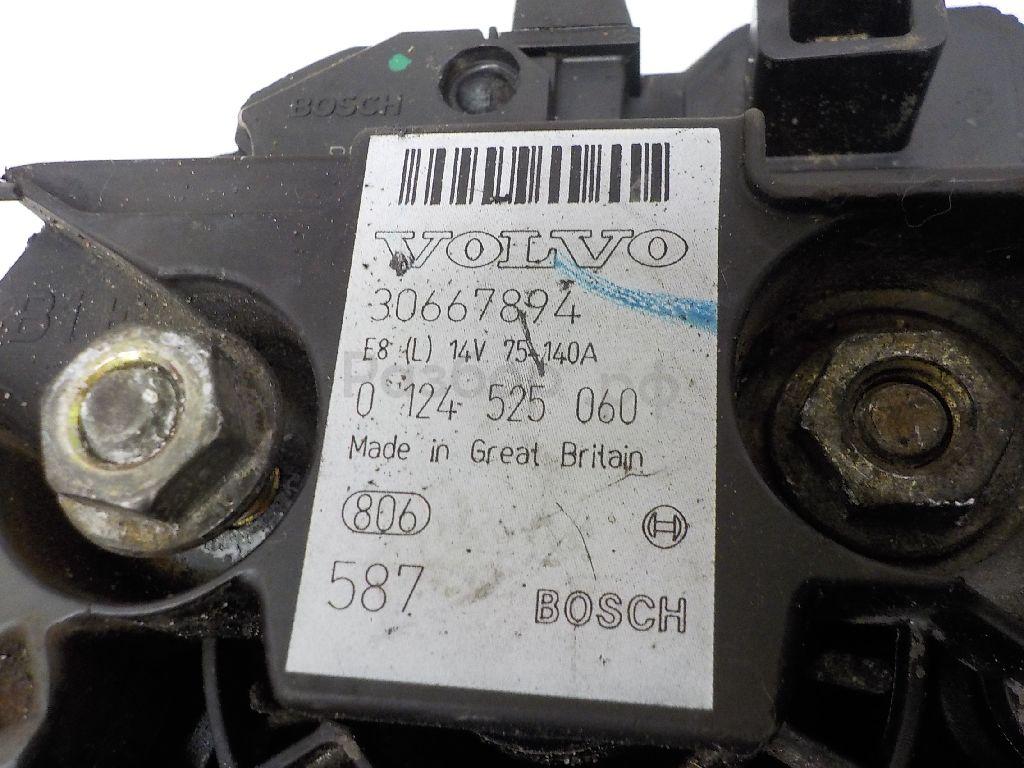 BOSCH
VOLVO
30667894
E8 (L) 14V 75-140A
0 124 525 060
Made in Great Britain
806
587
BOSCH